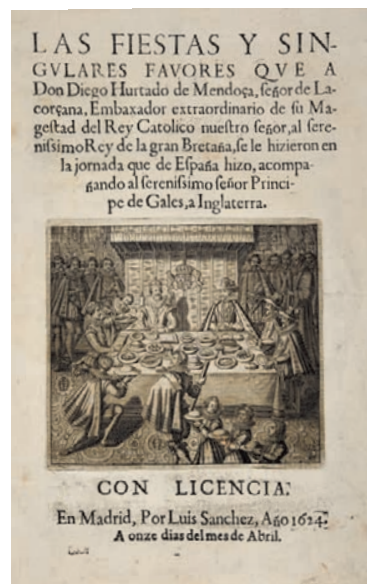 LAS FIESTAS Y SIN-
GVLARES FAVORES QVE A
Don Diego Hurtado de Mendoça, señor de La-
corçana, Embaxador extraordinario de su Ma-
gestad del Rey Catolico nuestro señor, al sere-
nissimo Rey de la gran Bretaña, se le hizieron en
la jornada que de España hizo, acompa-
ñando al serenissimo señor Princi-
pe de Gales, a Inglaterra.
CON LICENCIA.
En Madrid, Por Luis Sanchez, Año 1624.
A onze dias del mes de Abril.